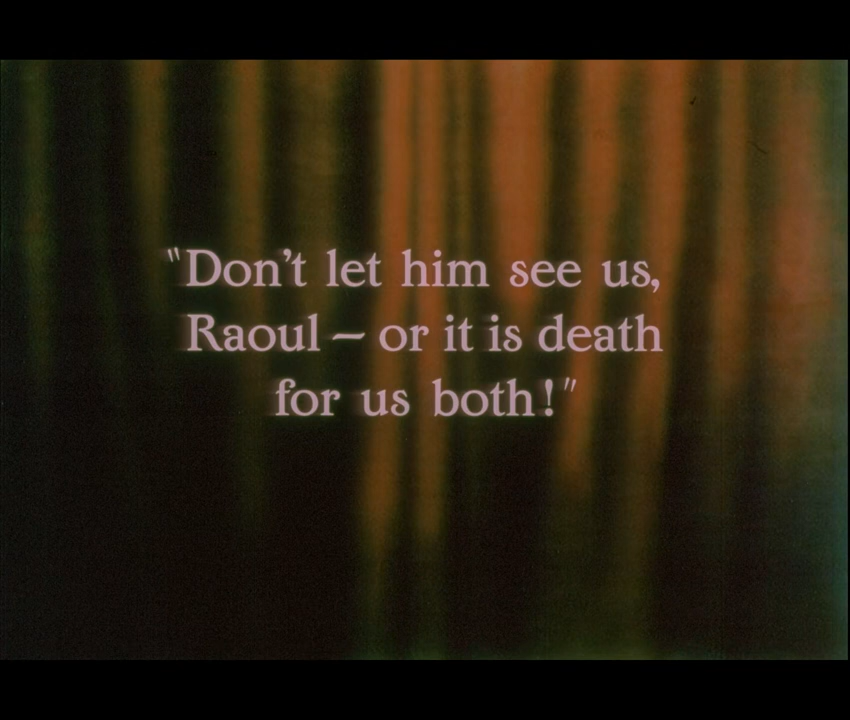 "Don't let him see us,
Raoul — or it is death
for us both!"